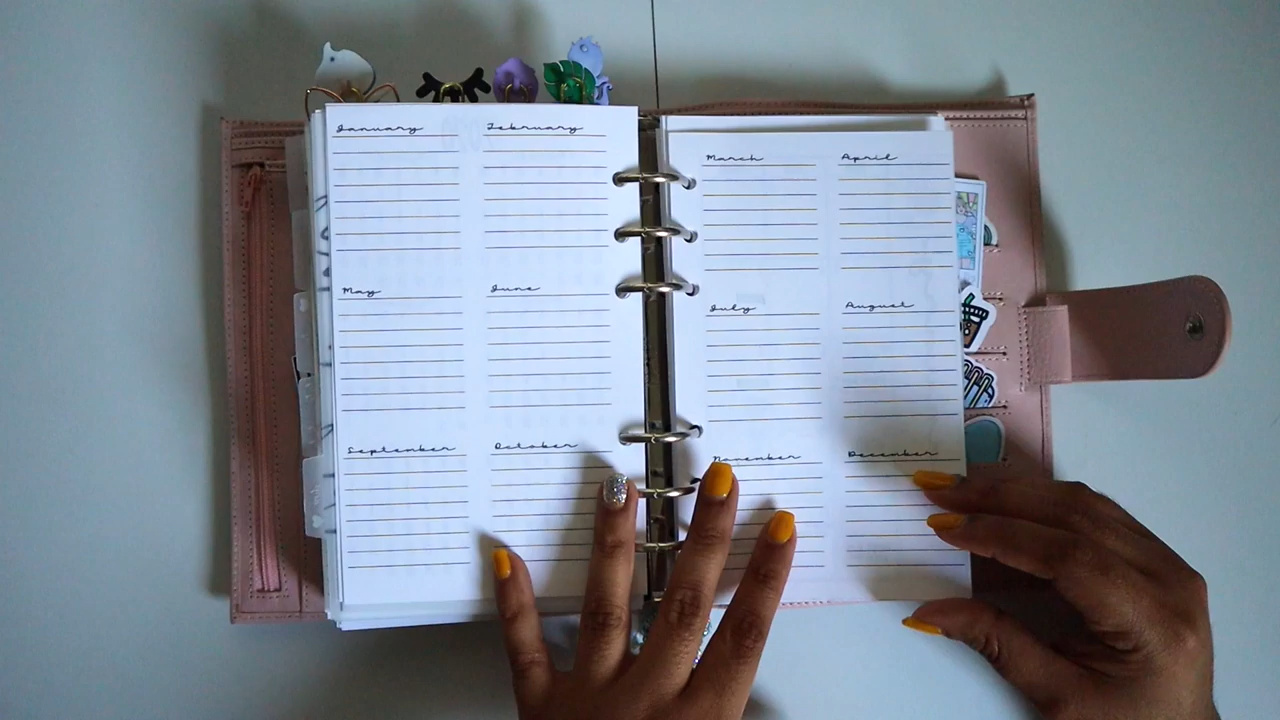 January February March April
May June July August
September October November December